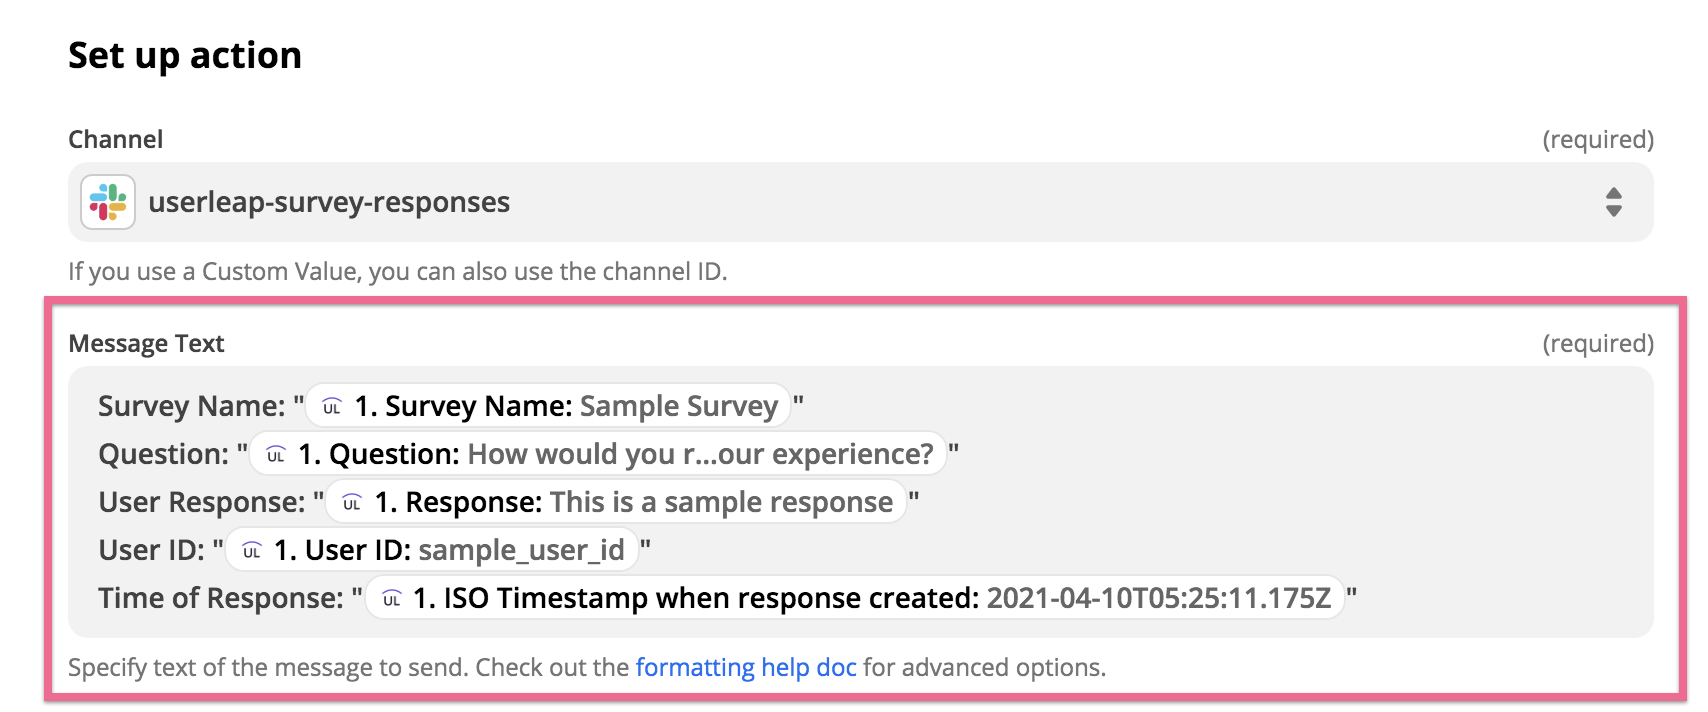 Set up action
Channel (required)
userleap-survey-responses
If you use a Custom Value, you can also use the channel ID.
Message Text (required)
Survey Name: "UL 1. Survey Name: Sample Survey"
Question: "UL 1. Question: How would you r...our experience?"
User Response: "UL 1. Response: This is a sample response"
User ID: "UL 1. User ID: sample_user_id"
Time of Response: "UL 1. ISO Timestamp when response created: 2021-04-10T05:25:11.175Z"
Specify text of the message to send. Check out the formatting help doc for advanced options.